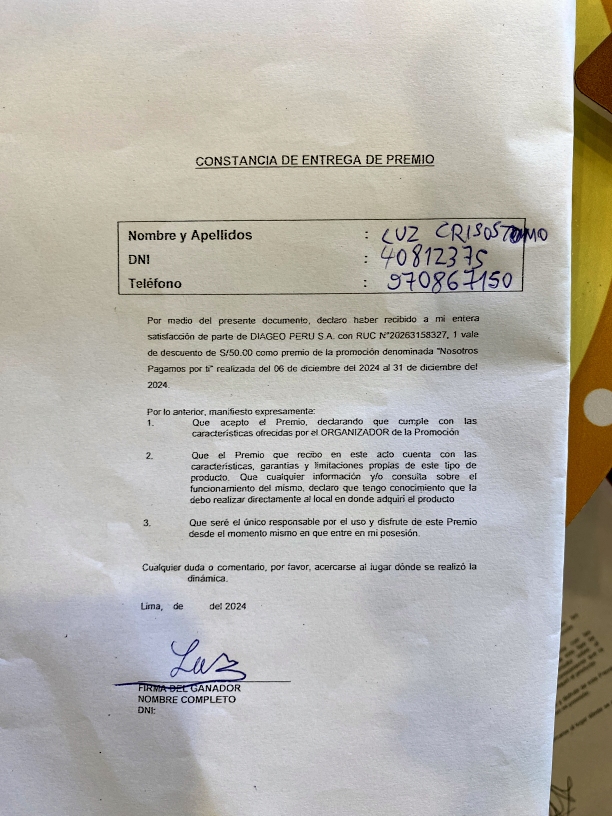 CONSTANCIA DE ENTREGA DE PREMIO
Nombre y Apellidos : LUZ CRISOSTOMO
DNI : 40812375
Teléfono : 970867150
Por medio del presente documento, declaro haber recibido a mi entera
satisfacción de parte de DIAGEO PERU S.A. con RUC N°20263158327, 1 vale
de descuento de S/50.00 como premio de la promoción denominada "Nosotros
Pagamos por ti" realizada del 06 de diciembre del 2024 al 31 de diciembre del
2024.
Por lo anterior, manifiesto expresamente:
1. Que acepto el Premio, declarando que cumple con las
características ofrecidas por el ORGANIZADOR de la Promoción
2. Que el Premio que recibo en este acto cuenta con las
características, garantías y limitaciones propias de este tipo de
producto. Que cualquier información y/o consulta sobre el
funcionamiento del mismo, declaro que tengo conocimiento que la
debo realizar directamente al local en donde adquirí el producto
3. Que seré el único responsable por el uso y disfrute de este Premio
desde el momento mismo en que entre en mi posesión.
Cualquier duda o comentario, por favor, acercarse al lugar dónde se realizó la
dinámica.
Lima, de del 2024
Luz
FIRMA DEL GANADOR
NOMBRE COMPLETO
DNI: